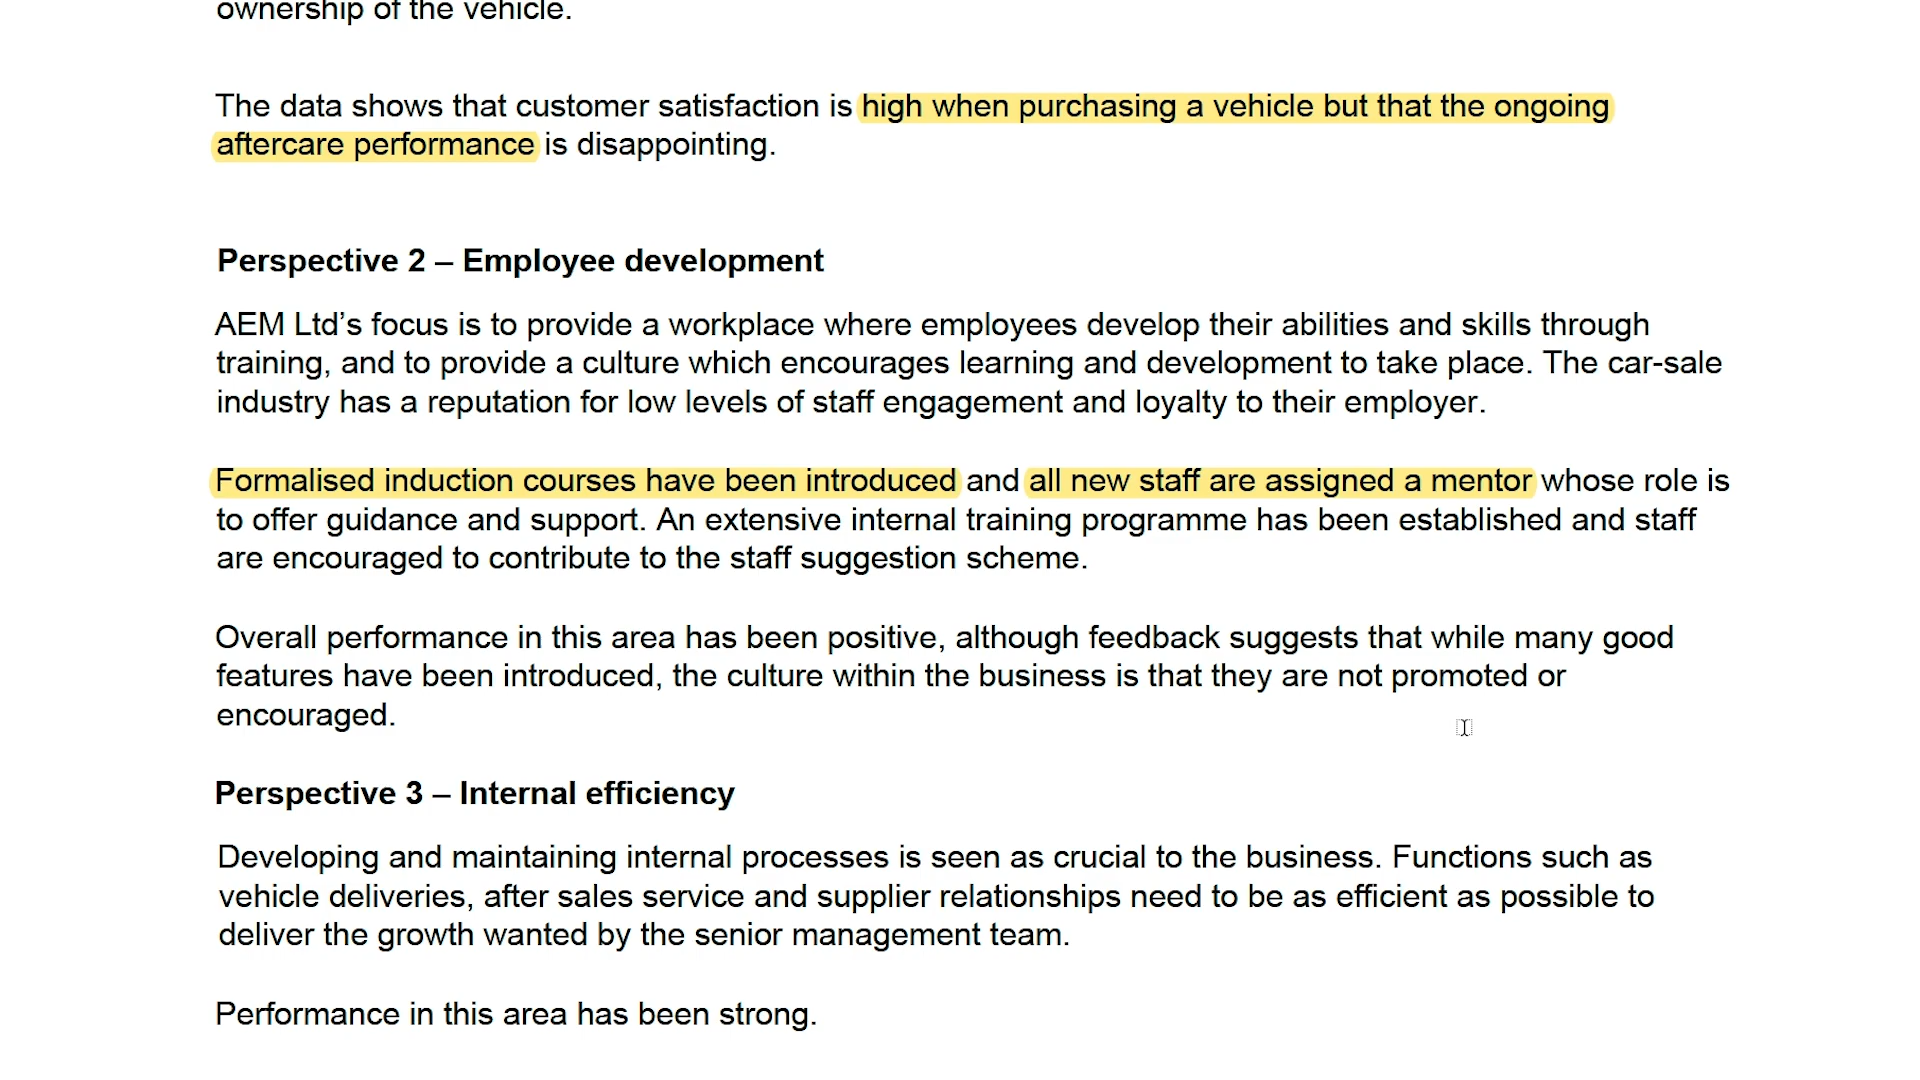 ownership of the vehicle.
The data shows that customer satisfaction is high when purchasing a vehicle but that the ongoing
aftercare performance is disappointing.
Perspective 2 – Employee development
AEM Ltd’s focus is to provide a workplace where employees develop their abilities and skills through
training, and to provide a culture which encourages learning and development to take place. The car-sale
industry has a reputation for low levels of staff engagement and loyalty to their employer.
Formalised induction courses have been introduced and all new staff are assigned a mentor whose role is
to offer guidance and support. An extensive internal training programme has been established and staff
are encouraged to contribute to the staff suggestion scheme.
Overall performance in this area has been positive, although feedback suggests that while many good
features have been introduced, the culture within the business is that they are not promoted or
encouraged.
Perspective 3 – Internal efficiency
Developing and maintaining internal processes is seen as crucial to the business. Functions such as
vehicle deliveries, after sales service and supplier relationships need to be as efficient as possible to
deliver the growth wanted by the senior management team.
Performance in this area has been strong.